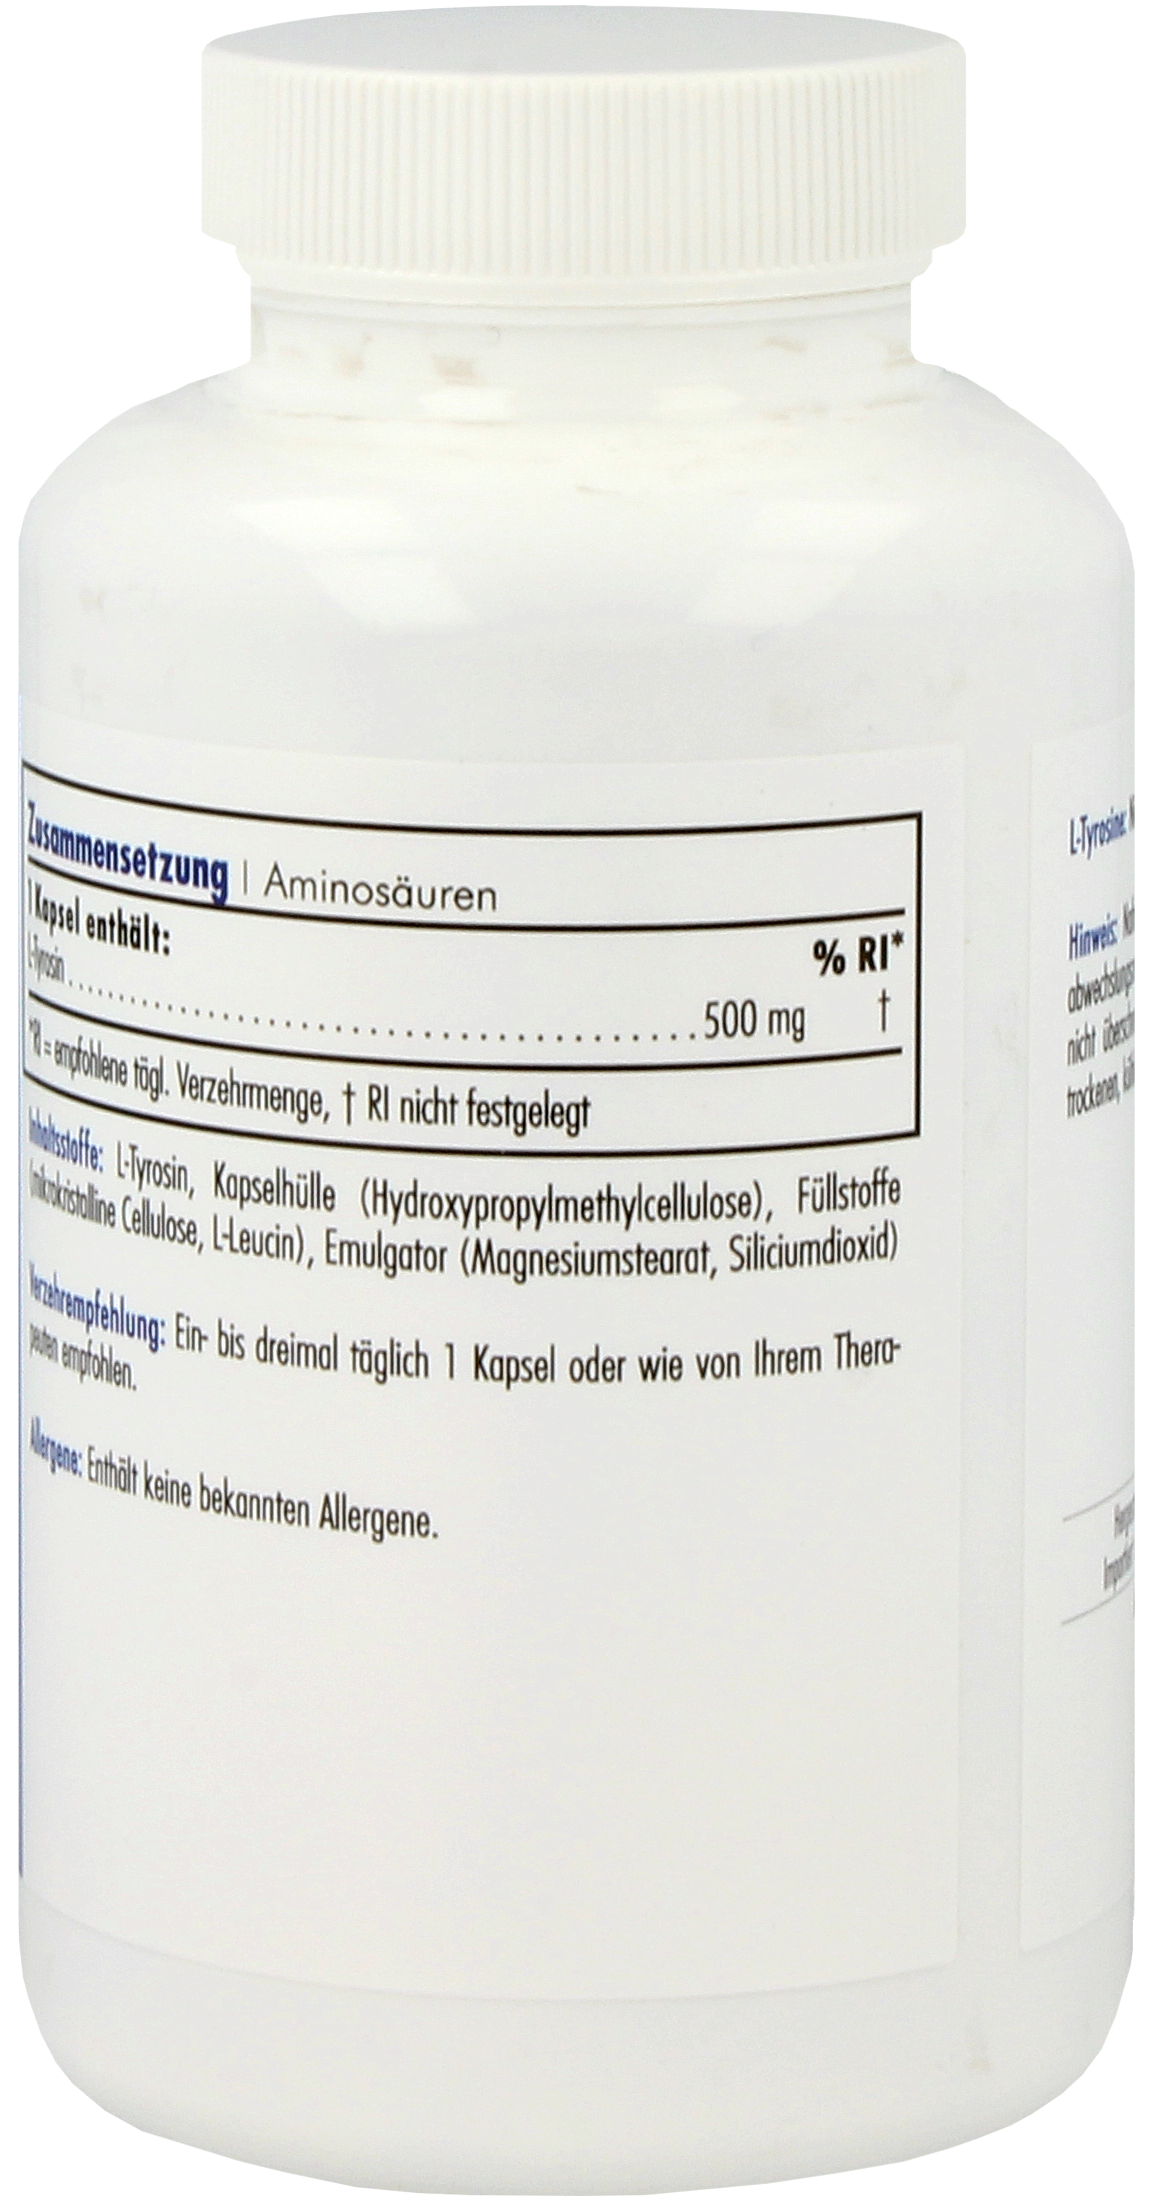 Zusammensetzung | Aminosäuren
1 Kapsel enthält:
% RI*
L-Tyrosin ........................................ 500 mg †
*RI = empfohlene tägl. Verzehrmenge, † RI nicht festgelegt
Inhaltsstoffe: L-Tyrosin, Kapselhülle (Hydroxypropylmethylcellulose), Füllstoffe
(mikrokristalline Cellulose, L-Leucin), Emulgator (Magnesiumstearat, Siliciumdioxid)
Verzehrempfehlung: Ein- bis dreimal täglich 1 Kapsel oder wie von Ihrem Thera-
peuten empfohlen.
Allergene: Enthält keine bekannten Allergene.
L-Tyrosine:
Hinweis:
nicht
trockenen,